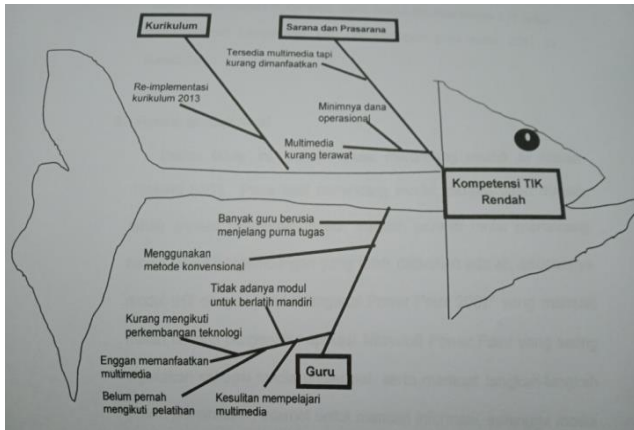 Kurikulum
Sarana dan Prasarana
Tersedia multimedia tapi
kurang dimanfaatkan
Re-implementasi
kurikulum 2013
Minimnya dana
operasional
Multimedia
kurang terawat
Kompetensi TIK
Rendah
Banyak guru berusia
menjelang purna tugas
Menggunakan
metode konvensional
Tidak adanya modul
untuk berlatih mandiri
Kurang mengikuti
perkembangan teknologi
Enggan memanfaatkan
multimedia
Guru
Belum pernah
mengikuti pelatihan
Kesulitan mempelajari
multimedia